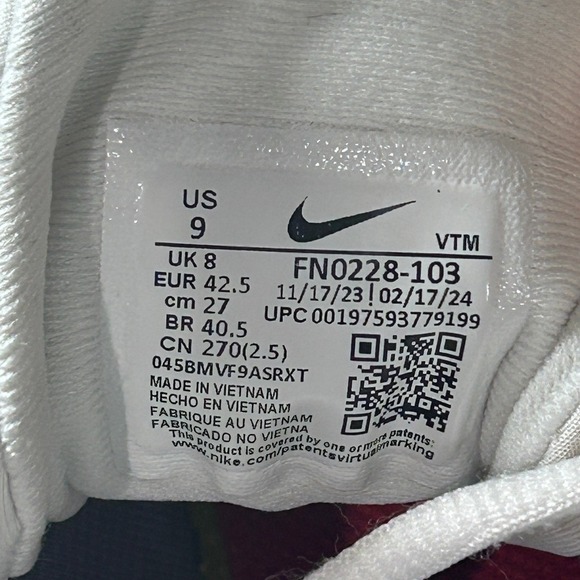 US
9
VTM
UK 8
EUR 42.5
cm 27
BR 40.5
CN 270(2.5)
FN0228-103
11/17/23 | 02/17/24
UPC 00197593779199
045BMVF9ASRXT
MADE IN VIETNAM
HECHO EN VIETNAM
FABRIQUE AU VIETNAM
FABRICADO NO VIETNA
This product is covered by one or more patents:
www.nike.com/patentsvirtualmarking